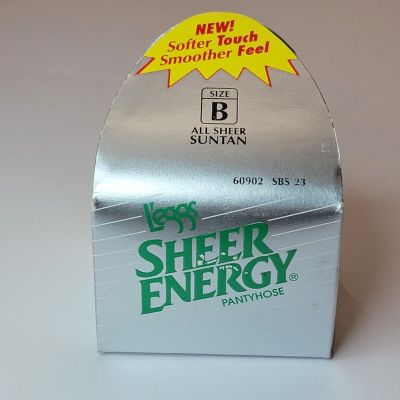 NEW!
Softer Touch
Smoother Feel
SIZE
B
ALL SHEER
SUNTAN
60902 SBS 23
L'eggs
SHEER
ENERGY®
PANTYHOSE